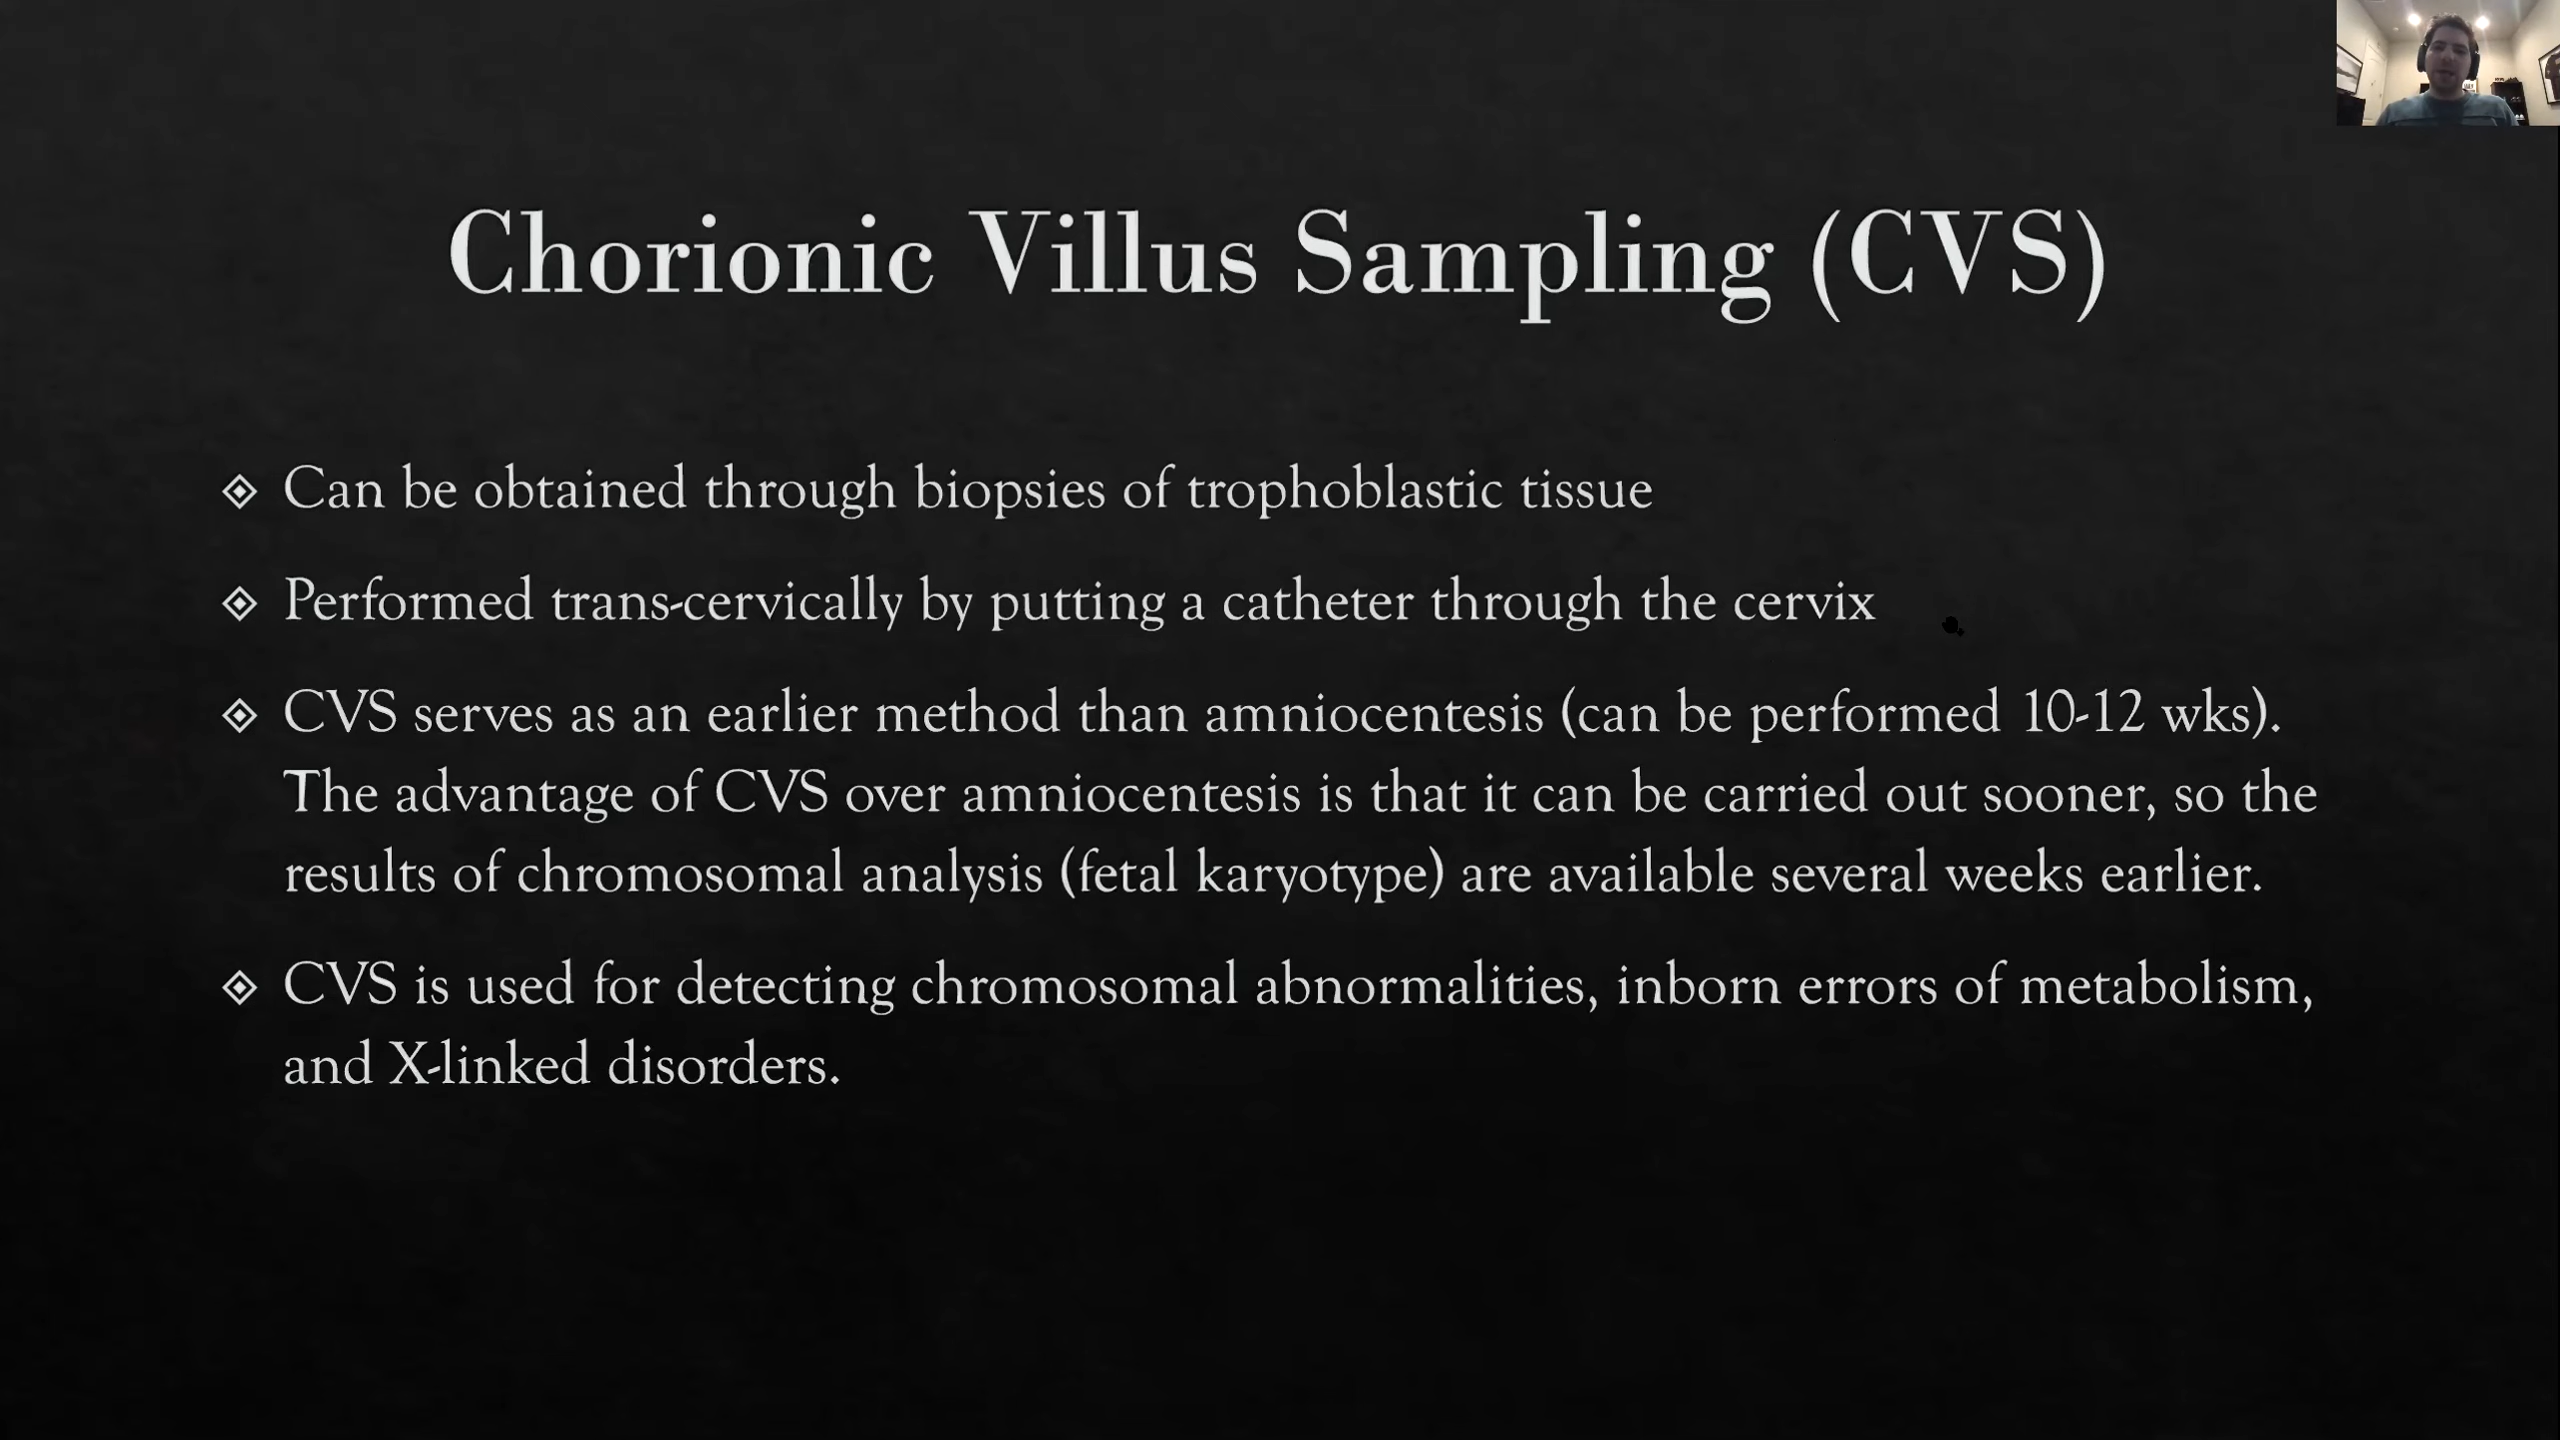 Chorionic Villus Sampling (CVS)
Can be obtained through biopsies of trophoblastic tissue
Performed trans-cervically by putting a catheter through the cervix
CVS serves as an earlier method than amniocentesis (can be performed 10-12 wks).
The advantage of CVS over amniocentesis is that it can be carried out sooner, so the
results of chromosomal analysis (fetal karyotype) are available several weeks earlier.
CVS is used for detecting chromosomal abnormalities, inborn errors of metabolism,
and X-linked disorders.